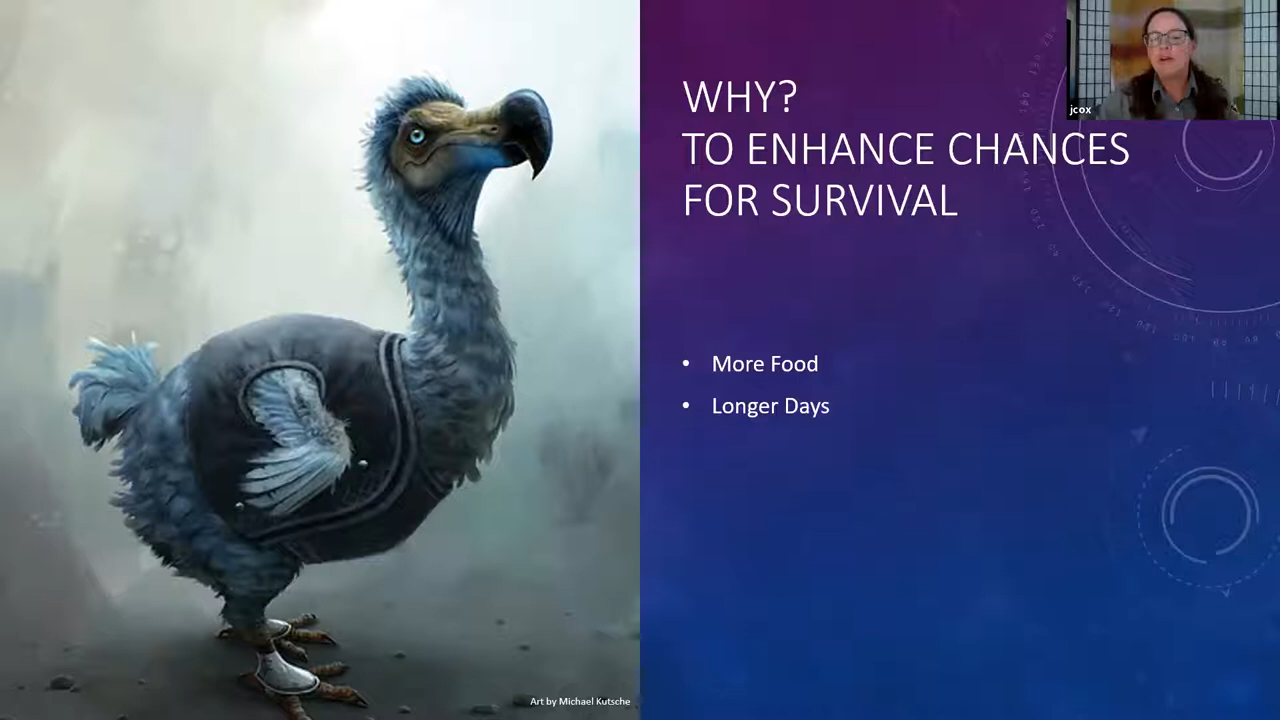 WHY?
TO ENHANCE CHANCES
FOR SURVIVAL
• More Food
• Longer Days
jcox
Art by Michael Kutsche